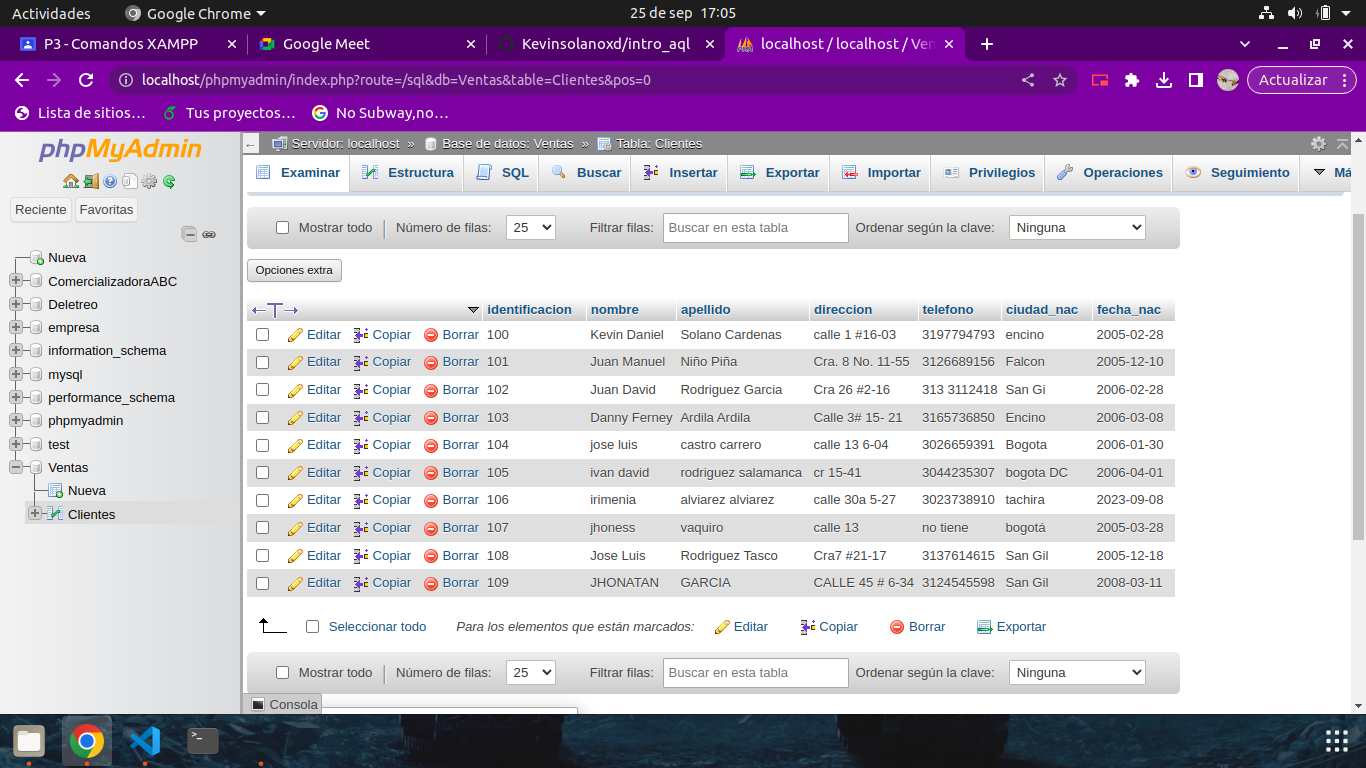 Actividades Google Chrome 25 de sep 17:05
P3 - Comandos XAMPP Google Meet Kevinsolanoxd/intro_aql localhost / localhost / Ven
localhost/phpmyadmin/index.php?route=/sql&db=Ventas&table=Clientes&pos=0 Actualizar
Lista de sitios… Tus proyectos… No Subway,no…
phpMyAdmin
Reciente Favoritas
Nueva
ComercializadoraABC
Deletreo
empresa
information_schema
mysql
performance_schema
phpmyadmin
test
Ventas
Nueva
Clientes
Servidor: localhost » Base de datos: Ventas » Tabla: Clientes
Examinar Estructura SQL Buscar Insertar Exportar Importar Privilegios Operaciones Seguimiento Má
Mostrar todo Número de filas: 25 Filtrar filas: Buscar en esta tabla Ordenar según la clave: Ninguna
Opciones extra
identificacion nombre apellido direccion telefono ciudad_nac fecha_nac
Editar Copiar Borrar 100 Kevin Daniel Solano Cardenas calle 1 #16-03 3197794793 encino 2005-02-28
Editar Copiar Borrar 101 Juan Manuel Niño Piña Cra. 8 No. 11-55 3126689156 Falcon 2005-12-10
Editar Copiar Borrar 102 Juan David Rodriguez Garcia Cra 26 #2-16 313 3112418 San Gi 2006-02-28
Editar Copiar Borrar 103 Danny Ferney Ardila Ardila Calle 3# 15- 21 3165736850 Encino 2006-03-08
Editar Copiar Borrar 104 jose luis castro carrero calle 13 6-04 3026659391 Bogota 2006-01-30
Editar Copiar Borrar 105 ivan david rodriguez salamanca cr 15-41 3044235307 bogota DC 2006-04-01
Editar Copiar Borrar 106 irimenia alviarez alviarez calle 30a 5-27 3023738910 tachira 2023-09-08
Editar Copiar Borrar 107 jhoness vaquiro calle 13 no tiene bogotá 2005-03-28
Editar Copiar Borrar 108 Jose Luis Rodriguez Tasco Cra7 #21-17 3137614615 San Gil 2005-12-18
Editar Copiar Borrar 109 JHONATAN GARCIA CALLE 45 # 6-34 3124545598 San Gil 2008-03-11
Seleccionar todo Para los elementos que están marcados: Editar Copiar Borrar Exportar
Mostrar todo Número de filas: 25 Filtrar filas: Buscar en esta tabla Ordenar según la clave: Ninguna
Consola